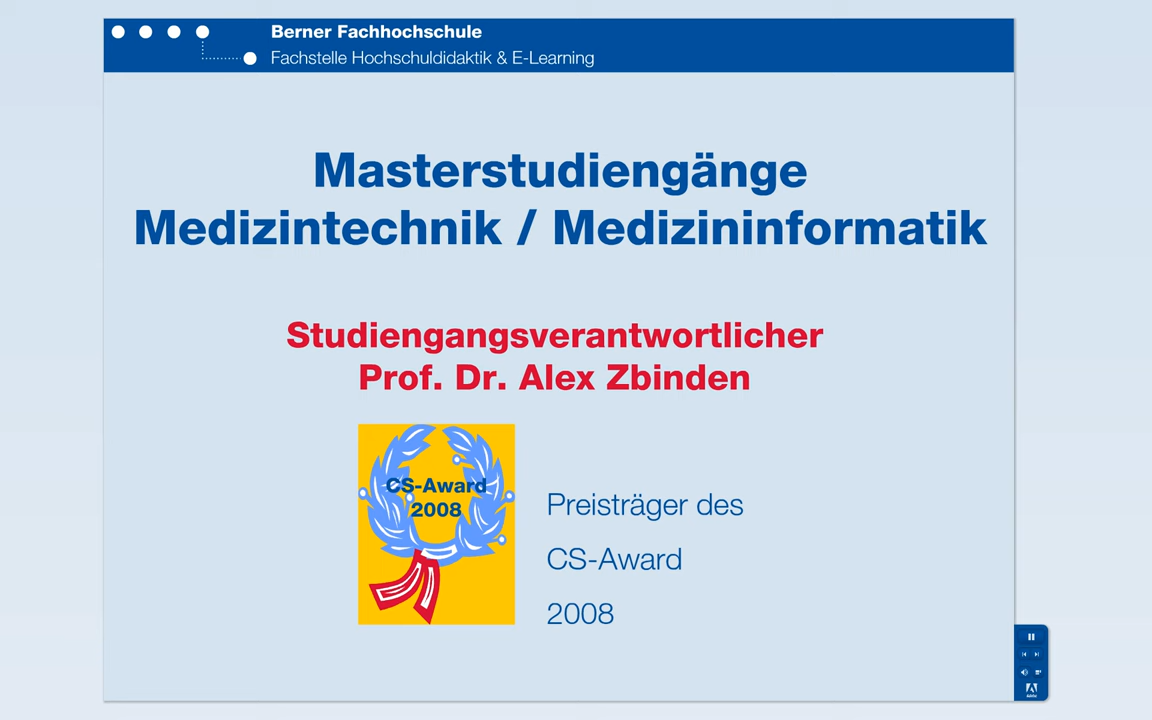 Berner Fachhochschule
Fachstelle Hochschuldidaktik & E-Learning
Masterstudiengänge
Medizintechnik / Medizininformatik
Studiengangsverantwortlicher
Prof. Dr. Alex Zbinden
CS-Award
2008
Preisträger des
CS-Award
2008